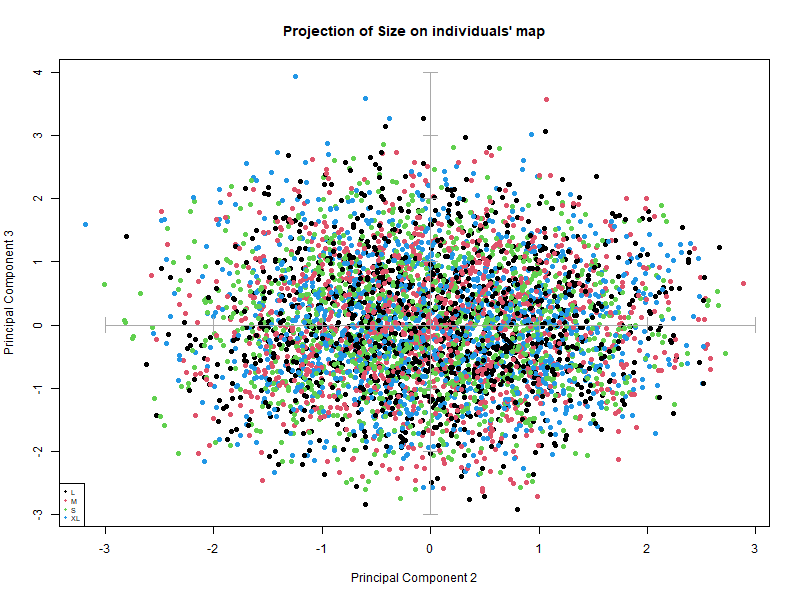 Projection of Size on individuals' map
Principal Component 3
4
3
2
1
0
-1
-2
-3
L
M
S
XL
-3 -2 -1 0 1 2 3
Principal Component 2